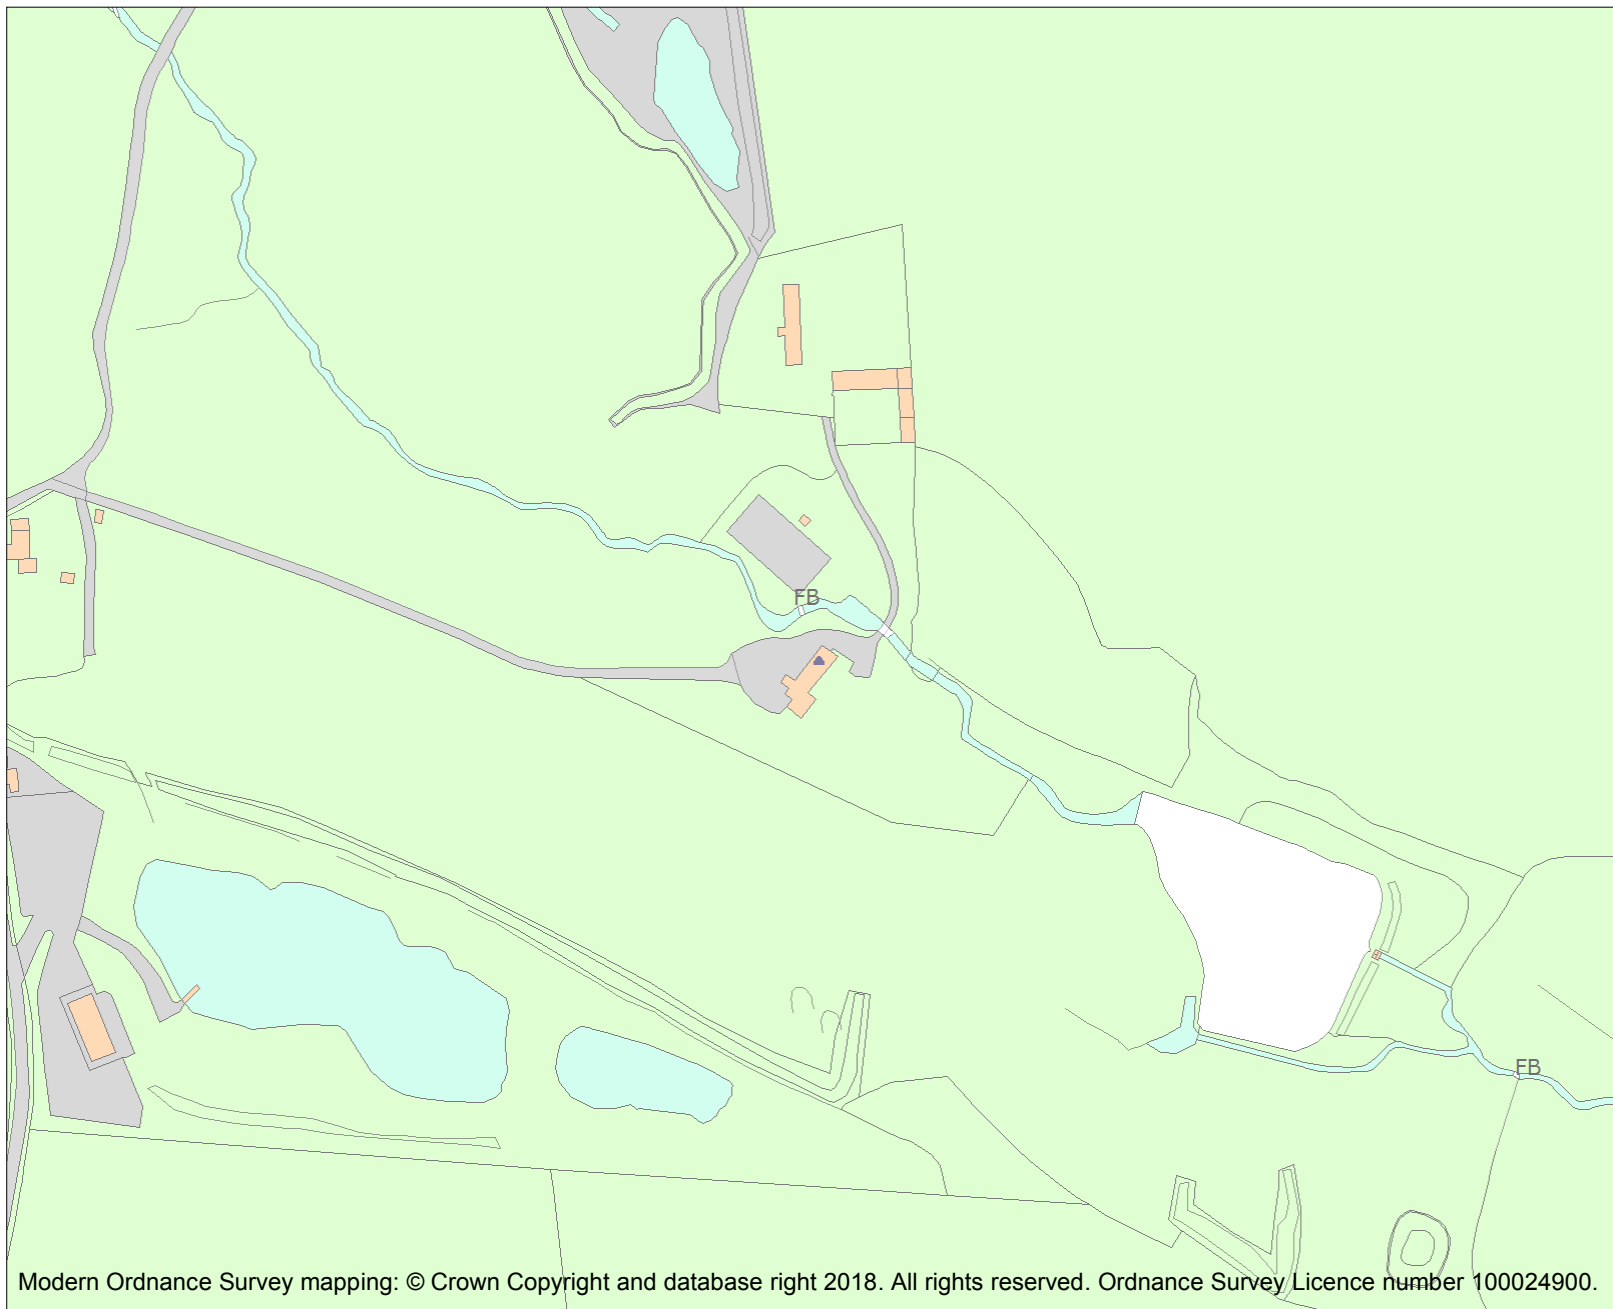 FB
FB
Modern Ordnance Survey mapping: © Crown Copyright and database right 2018. All rights reserved. Ordnance Survey Licence number 100024900.